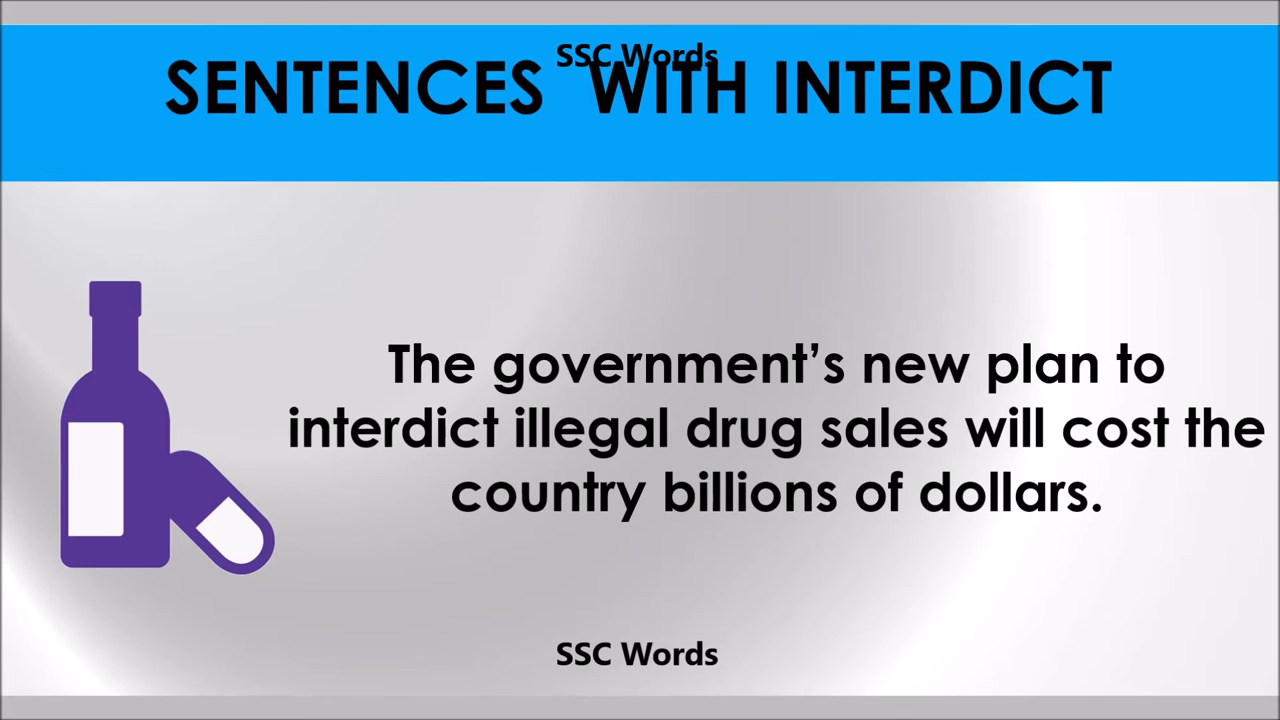 SSC Words
SENTENCES WITH INTERDICT
The government’s new plan to
interdict illegal drug sales will cost the
country billions of dollars.
SSC Words